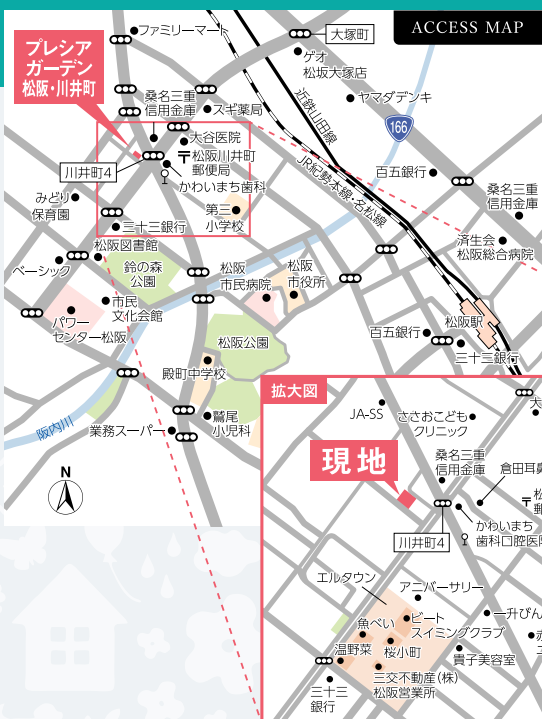 ACCESS MAP
ファミリーマート
大塚町
ゲオ
松坂大塚店
プレシア
ガーデン
松阪・川井町
近鉄山田線
ヤマダデンキ
桑名三重
信用金庫
スギ薬局
166
大谷医院
JR紀勢本線・名松線
松阪川井町
郵便局
川井町4
かわいまち歯科
百五銀行
みどり
保育園
第三
小学校
桑名三重
信用金庫
三十三銀行
松阪図書館
済生会
松阪総合病院
ベーシック
鈴の森
公園
松阪
市民病院
松阪
市役所
市民
文化会館
パワー
センター松阪
松阪駅
百五銀行
松阪公園
三十三銀行
殿町中学校
阪内川
業務スーパー
鷲尾
小児科
N
拡大図
大
JA-SS
ささおこども
クリニック
現地
桑名三重
信用金庫
倉田耳鼻
松
郵
川井町4
かわいまち
歯科口腔医院
エルタウン
アニバーサリー
魚べい
ビート
スイミングクラブ
一升びん
温野菜
桜小町
貴子美容室
赤
三交不動産(株)
松阪営業所
三十三
銀行